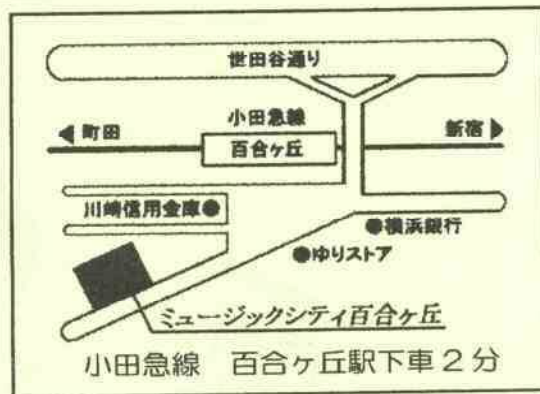 世田谷通り
小田急線
◀町田
百合ヶ丘
新宿▶
川崎信用金庫●
●横浜銀行
●ゆりストア
ミュージックシティ百合ヶ丘
小田急線 百合ヶ丘駅下車2分